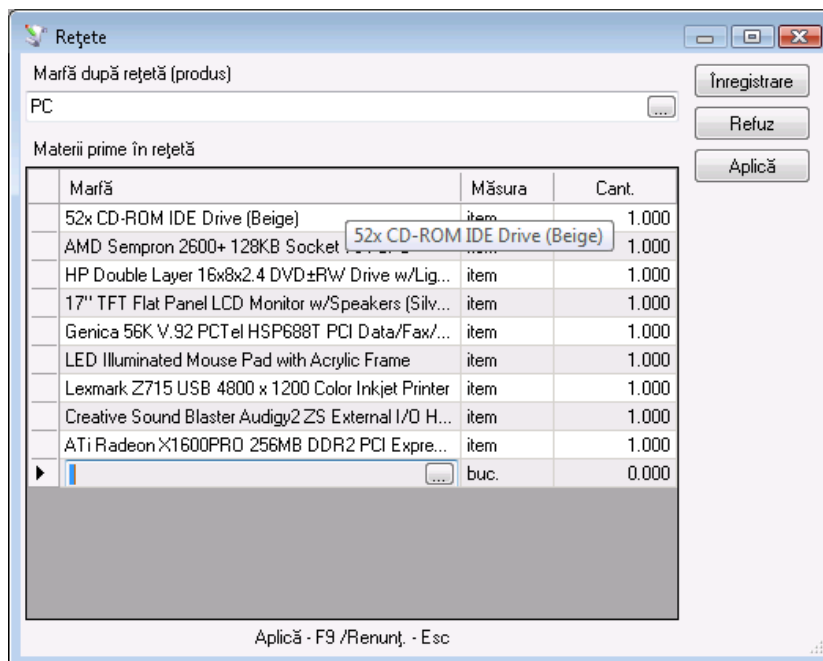 Rețete
Marfă după rețetă (produs)
PC
...
Înregistrare
Refuz
Aplică
Materii prime în rețetă
Marfă Măsura Cant.
52x CD-ROM IDE Drive (Beige) item 1.000
52x CD-ROM IDE Drive (Beige)
AMD Sempron 2600+ 128KB Socket 1.000
HP Double Layer 16x8x2.4 DVD±RW Drive w/Lig... item 1.000
17" TFT Flat Panel LCD Monitor w/Speakers (Silv... item 1.000
Genica 56K V.92 PCTel HSP688T PCI Data/Fax/... item 1.000
LED Illuminated Mouse Pad with Acrylic Frame item 1.000
Lexmark Z715 USB 4800 x 1200 Color Inkjet Printer item 1.000
Creative Sound Blaster Audigy2 ZS External I/O H... item 1.000
ATi Radeon X1600PRO 256MB DDR2 PCI Expre... item 1.000
... buc. 0.000
Aplică - F9 /Renunț. - Esc